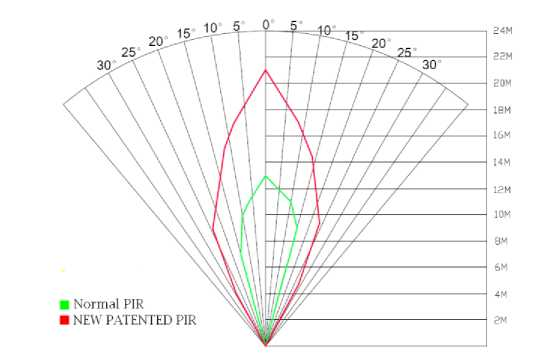 30° 25° 20° 15° 10° 5° 0° 5° 10° 15° 20° 25° 30°
24M
22M
20M
18M
16M
14M
12M
10M
8M
6M
4M
2M
Normal PIR
NEW PATENTED PIR